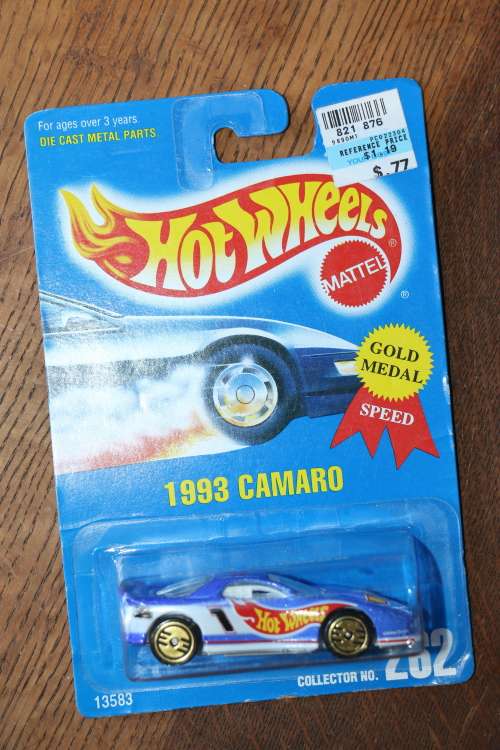 For ages over 3 years
DIE CAST METAL PARTS
821 876
REFERENCE PRICE
$1.19
$.77
HOT WHEELS
®
MATTEL
®
GOLD
MEDAL
SPEED
1993 CAMARO
HOT WHEELS
COLLECTOR NO. 262
13583